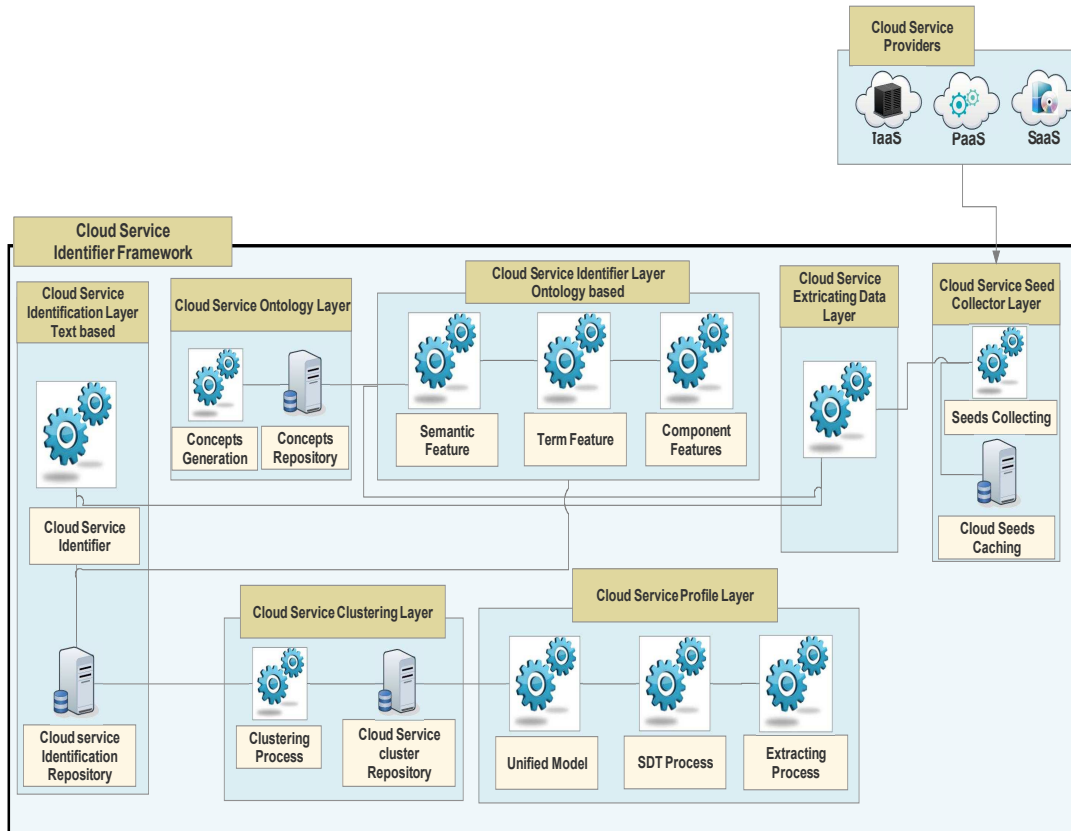 Cloud Service
Providers
IaaS
PaaS
SaaS
Cloud Service
Identifier Framework
Cloud Service
Identification Layer
Text based
Cloud Service Ontology Layer
Cloud Service Identifier Layer
Ontology based
Cloud Service
Extricating Data
Layer
Cloud Service Seed
Collector Layer
Concepts
Generation
Concepts
Repository
Semantic
Feature
Term Feature
Component
Features
Seeds Collecting
Cloud Service
Identifier
Cloud Seeds
Caching
Cloud Service Clustering Layer
Cloud Service Profile Layer
Cloud service
Identification
Repository
Clustering
Process
Cloud Service
cluster
Repository
Unified Model
SDT Process
Extracting
Process